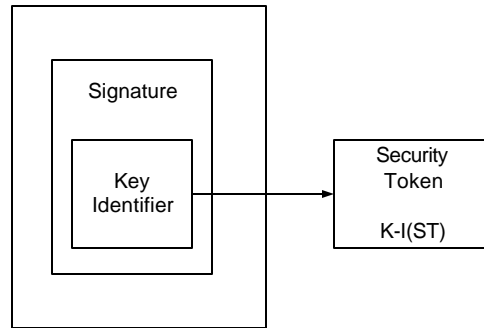 Signature
Key
Identifier
Security
Token
K-I(ST)